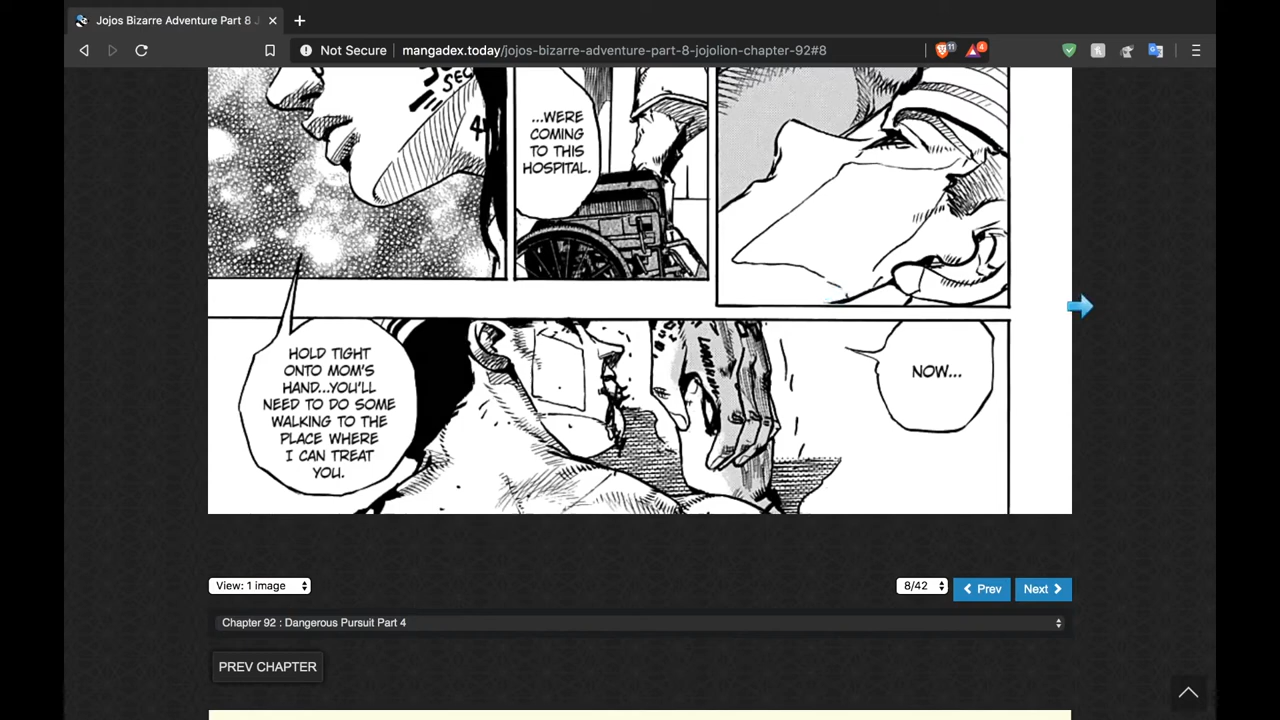 Jojos Bizarre Adventure Part 8 J
Not Secure
mangadex.today/jojos-bizarre-adventure-part-8-jojolion-chapter-92#8
11
4
SEC
...WERE
COMING
TO THIS
HOSPITAL.
NOW...
HOLD TIGHT
ONTO MOM'S
HAND...YOU'LL
NEED TO DO SOME
WALKING TO THE
PLACE WHERE
I CAN TREAT
YOU.
View: 1 image
8/42
Prev
Next
Chapter 92 : Dangerous Pursuit Part 4
PREV CHAPTER